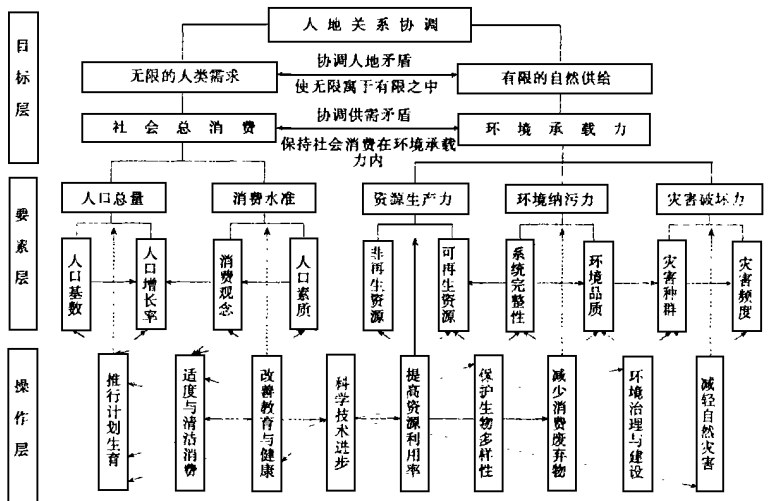 目标层
人地关系协调
无限的人类需求
协调人地矛盾
使无限寓于有限之中
有限的自然供给
社会总消费
协调供需矛盾
保持社会消费在环境承载
力内
环境承载力
要素层
人口总量
消费水准
资源生产力
环境纳污力
灾害破坏力
人口基数
人口增长率
消费观念
人口素质
非再生资源
可再生资源
系统完整性
环境品质
灾害种群
灾害频度
操作层
推行计划生育
适度与清洁消费
改善教育与健康
科学技术进步
提高资源利用率
保护生物多样性
减少消费废弃物
环境治理与建设
减轻自然灾害